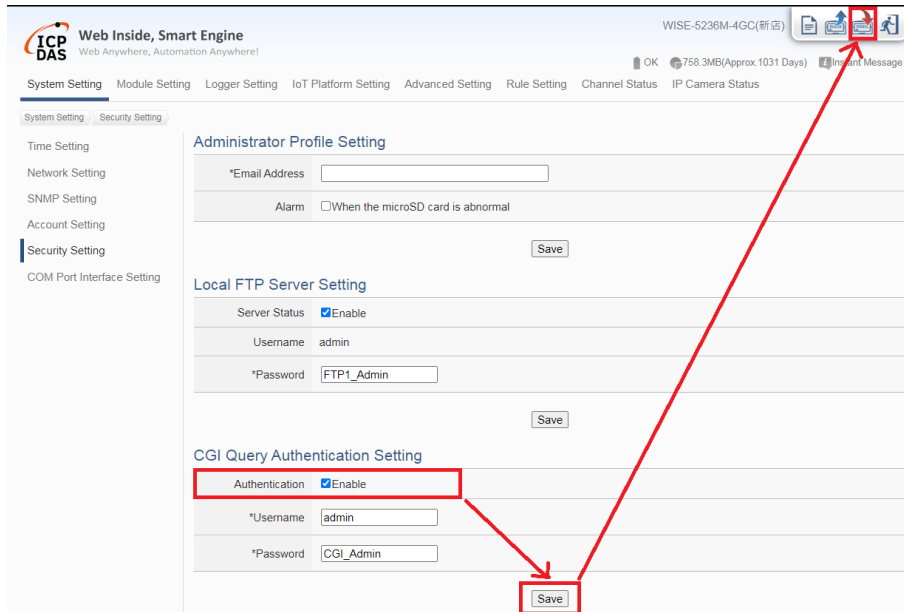 ICP DAS
Web Inside, Smart Engine
Web Anywhere, Automation Anywhere!
WISE-5236M-4GC(新店)
OK 758.3MB(Approx.1031 Days) Instant Message
System Setting Module Setting Logger Setting IoT Platform Setting Advanced Setting Rule Setting Channel Status IP Camera Status
System Setting Security Setting
Time Setting
Network Setting
SNMP Setting
Account Setting
Security Setting
COM Port Interface Setting
Administrator Profile Setting
*Email Address
Alarm When the microSD card is abnormal
Save
Local FTP Server Setting
Server Status Enable
Username admin
*Password FTP1_Admin
Save
CGI Query Authentication Setting
Authentication Enable
*Username admin
*Password CGI_Admin
Save